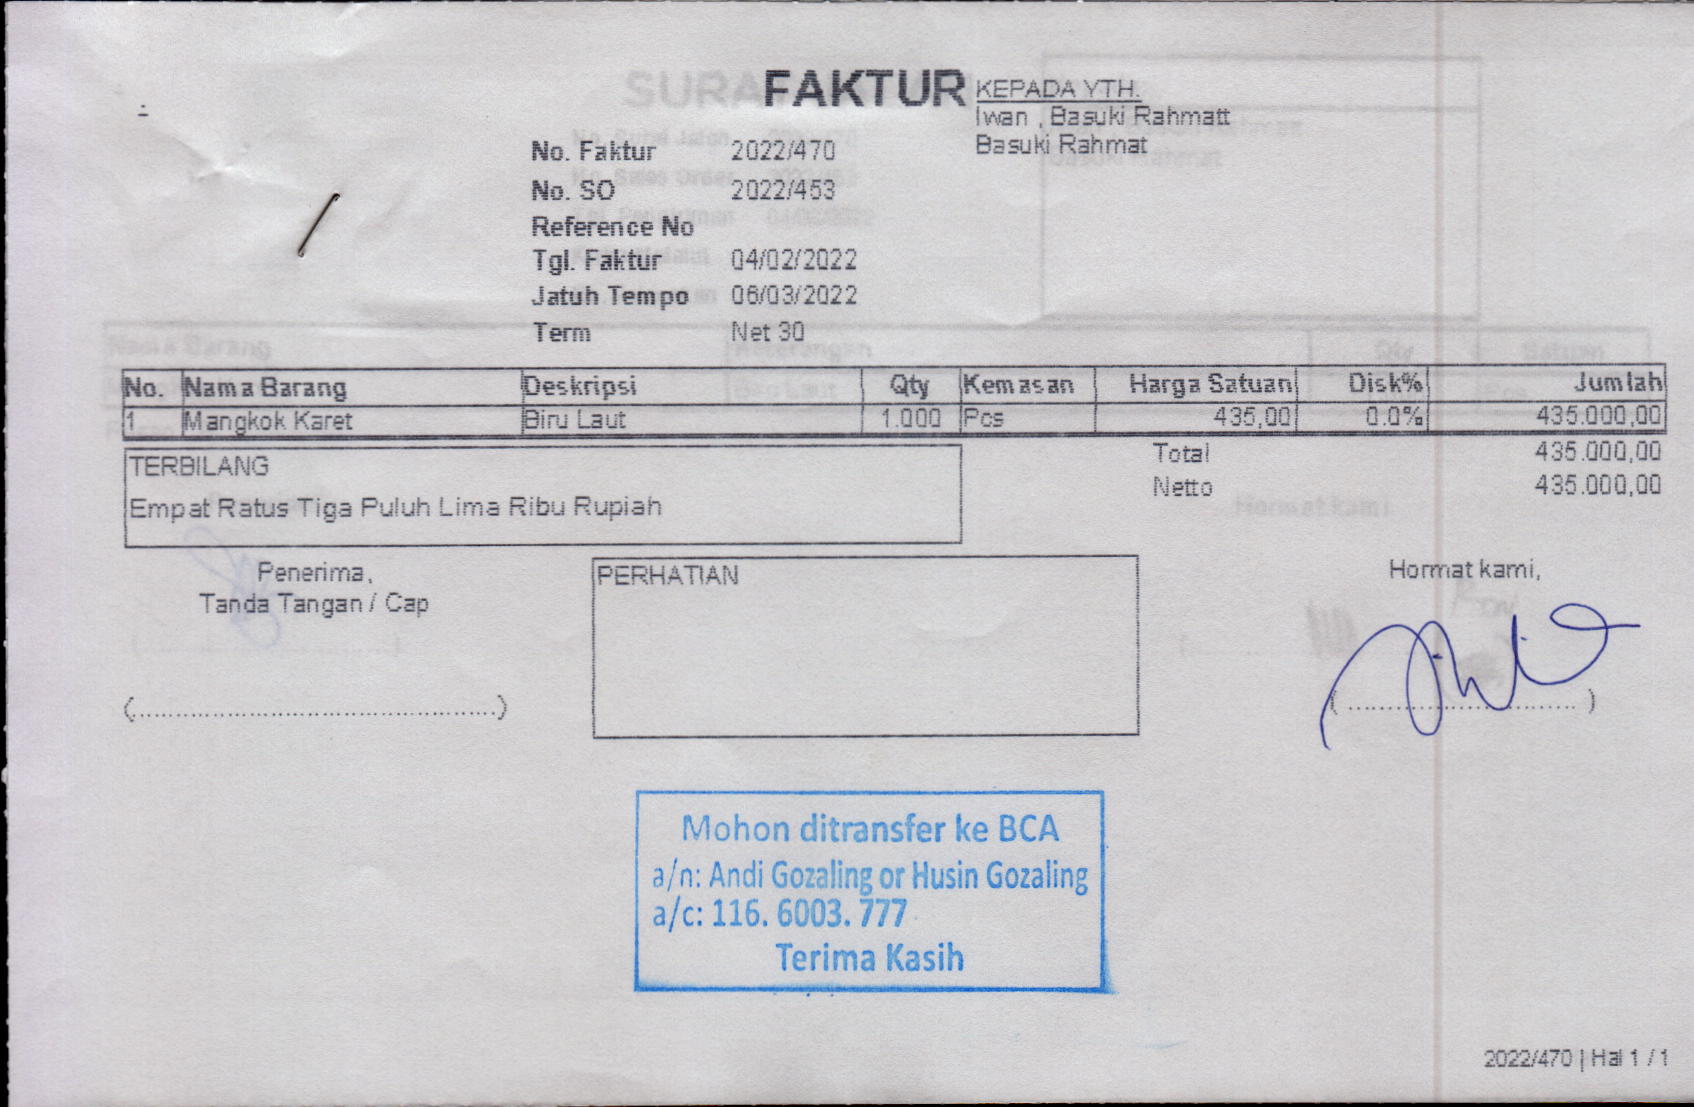 FAKTUR
KEPADA YTH.
Iwan , Basuki Rahmatt
Basuki Rahmat
No. Faktur 2022/470
No. SO 2022/453
Reference No
Tgl. Faktur 04/02/2022
Jatuh Tempo 06/03/2022
Term Net 30
No. Nama Barang Deskripsi Qty Kemasan Harga Satuan Disk% Jumlah
1 Mangkok Karet Biru Laut 1.000 Pcs 435,00 0.0% 435.000,00
Total 435.000,00
Netto 435.000,00
TERBILANG
Empat Ratus Tiga Puluh Lima Ribu Rupiah
Penerima,
Tanda Tangan / Cap
(..............................................)
PERHATIAN
Hormat kami,
( .............................. )
Mohon ditransfer ke BCA
a/n: Andi Gozaling or Husin Gozaling
a/c: 116. 6003. 777
Terima Kasih
2022/470 | Hal 1 / 1